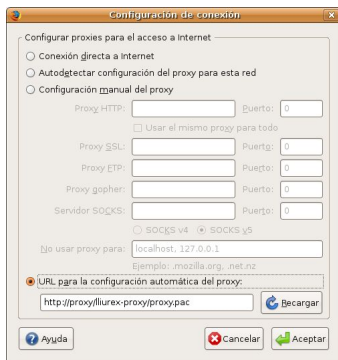 Configuración de conexión
Configurar proxies para el acceso a Internet
Conexión directa a Internet
Autodetectar configuración del proxy para esta red
Configuración manual del proxy
Proxy HTTP: Puerto: 0
Usar el mismo proxy para todo
Proxy SSL: Puerto: 0
Proxy FTP: Puerto: 0
Proxy gopher: Puerto: 0
Servidor SOCKS: Puerto: 0
SOCKS v4 SOCKS v5
No usar proxy para: localhost, 127.0.0.1
Ejemplo: .mozilla.org, .net.nz
URL para la configuración automática del proxy:
http://proxy/lliurex-proxy/proxy.pac Recargar
Ayuda Cancelar Aceptar